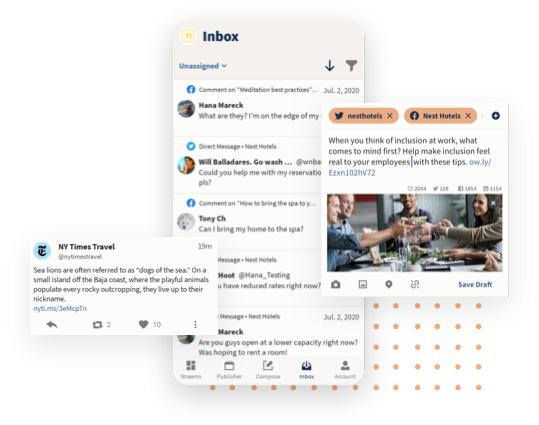 Inbox
Unassigned
Comment on "Meditation best practices"...
Jul. 2, 2020
Hana Mareck
What are they? I'm on the edge of my
Direct Message • Nest Hotels
Will Balladares. Go wash ... @wnba
Could you help me with my reservatio
pls?
Comment on "How to bring the spa to y...
Tony Ch
Can I bring my home to the spa?
Message • Nest Hotels
Hoot @Hana_Testing
u have reduced rates right now?
Message • Nest Hotels
Jul. 2, 2020
Mareck
Are you guys open at a lower capacity right now?
Was hoping to rent a room!
Streams
Publisher
Compose
Inbox
Account
nesthotels
Nest Hotels
When you think of inclusion at work, what
comes to mind first? Help make inclusion feel
real to your employees with these tips. ow.ly/
Ezxn102hV72
2054
128
1854
1154
Save Draft
NY Times Travel
19m
@nytimestravel
Sea lions are often referred to as "dogs of the sea." On a
small island off the Baja coast, where the playful animals
populate every rocky outcropping, they live up to their
nickname.
nyti.ms/3eMcpTn
2
10